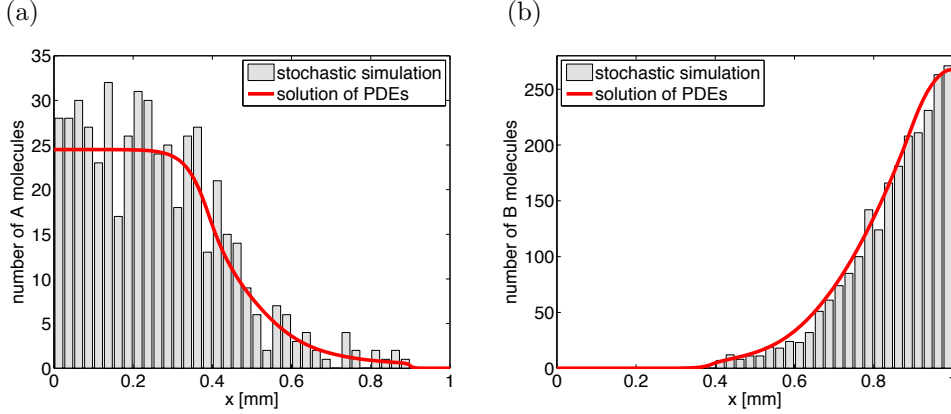 (a)
number of A molecules
35
30
25
20
15
10
5
0
stochastic simulation
solution of PDEs
0 0.2 0.4 0.6 0.8 1
x [mm]
(b)
number of B molecules
250
200
150
100
50
0
stochastic simulation
solution of PDEs
0 0.2 0.4 0.6 0.8 1
x [mm]